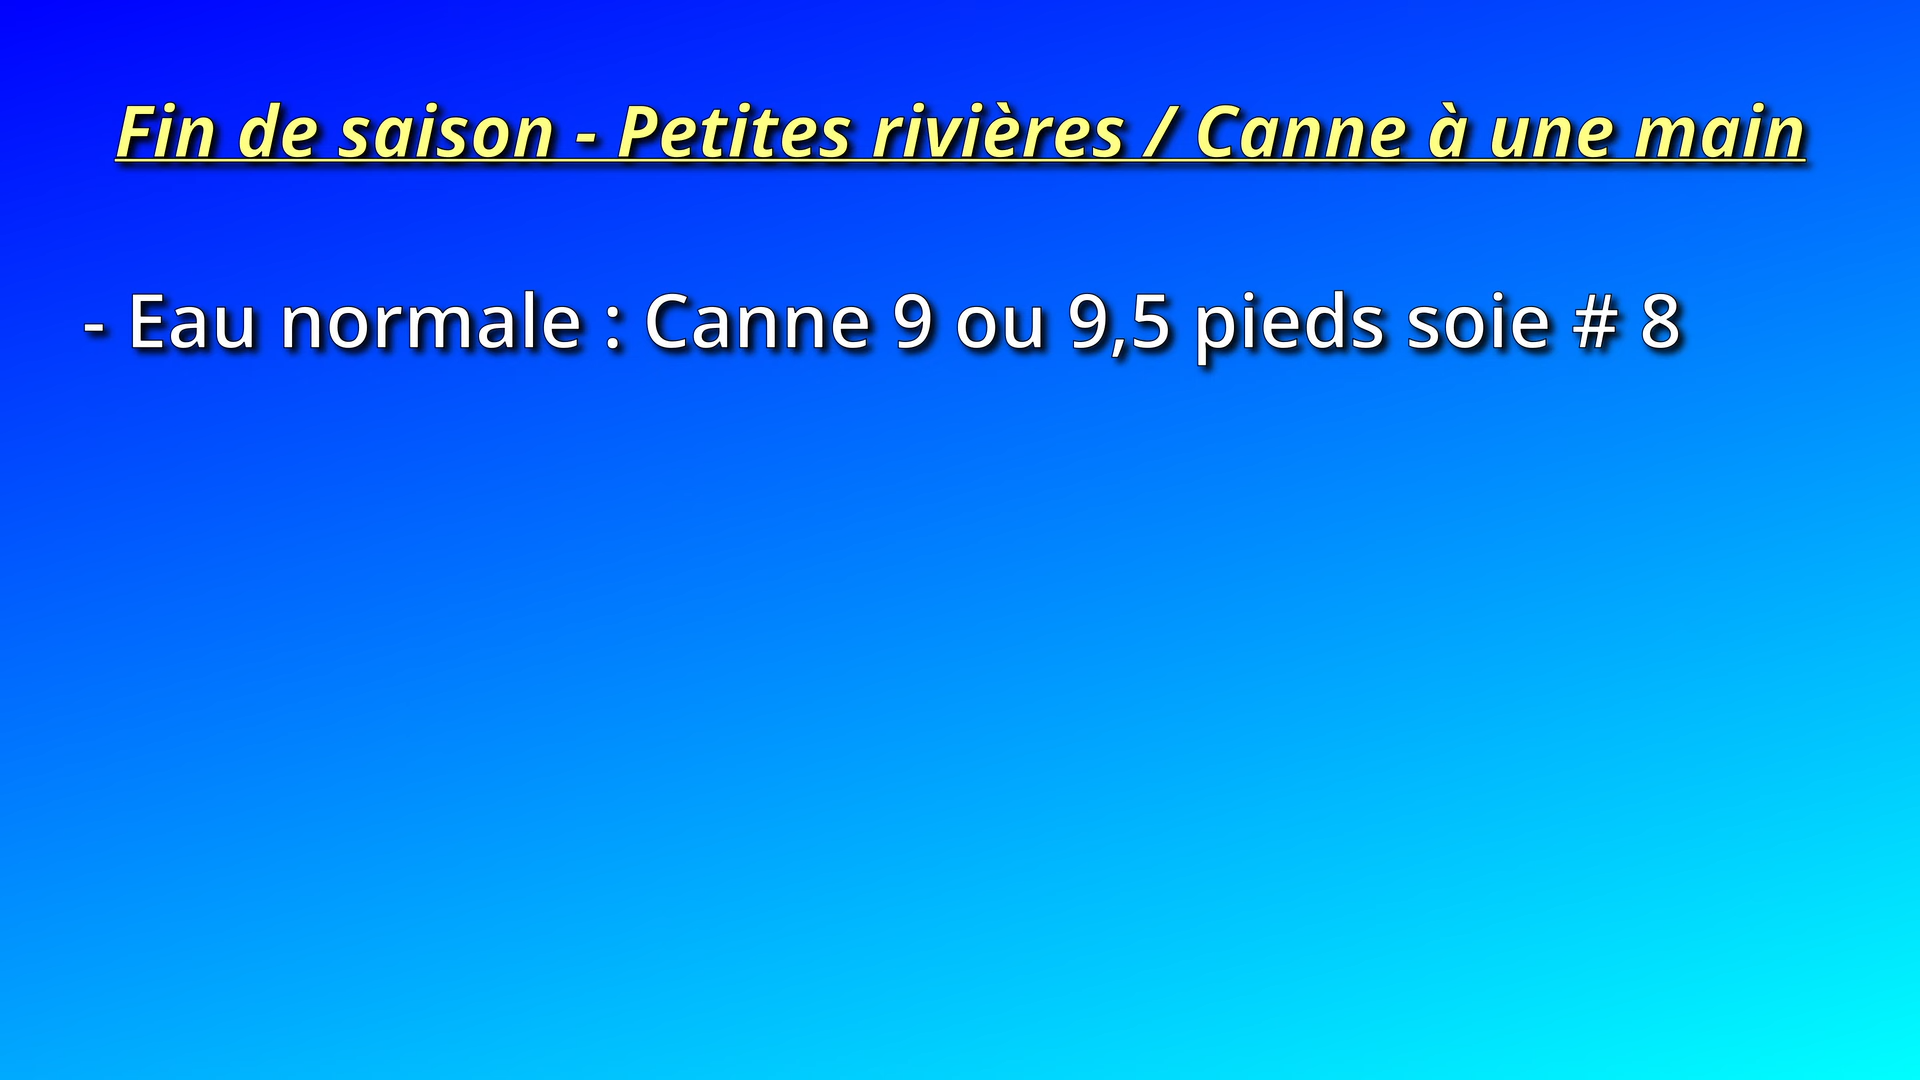 Fin de saison - Petites rivières / Canne à une main
- Eau normale : Canne 9 ou 9,5 pieds soie # 8